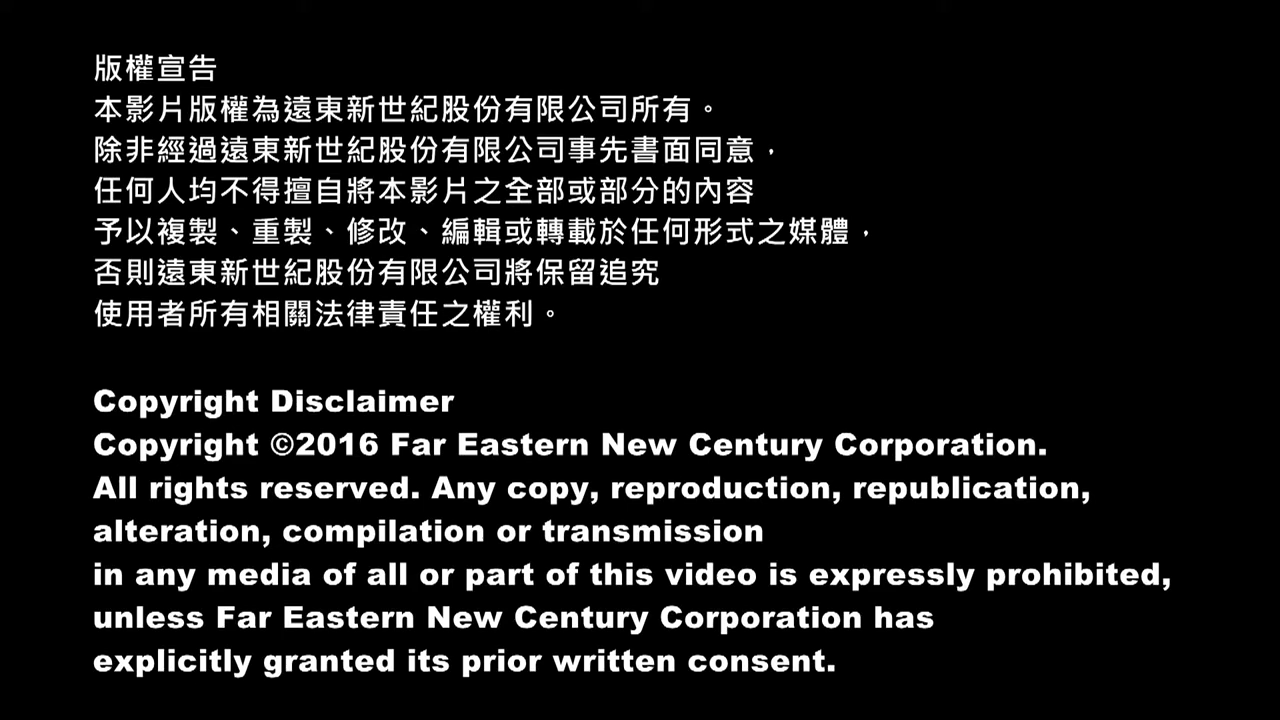 版權宣告
本影片版權為遠東新世紀股份有限公司所有。
除非經過遠東新世紀股份有限公司事先書面同意，
任何人均不得擅自將本影片之全部或部分的內容
予以複製、重製、修改、編輯或轉載於任何形式之媒體，
否則遠東新世紀股份有限公司將保留追究
使用者所有相關法律責任之權利。
Copyright Disclaimer
Copyright ©2016 Far Eastern New Century Corporation.
All rights reserved. Any copy, reproduction, republication,
alteration, compilation or transmission
in any media of all or part of this video is expressly prohibited,
unless Far Eastern New Century Corporation has
explicitly granted its prior written consent.